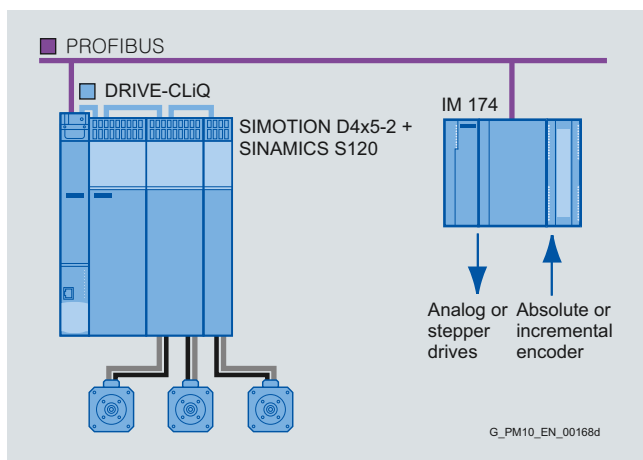 PROFIBUS
DRIVE-CLiQ
SIMOTION D4x5-2 +
SINAMICS S120
IM 174
Analog or
stepper
drives
Absolute or
incremental
encoder
G_PM10_EN_00168d